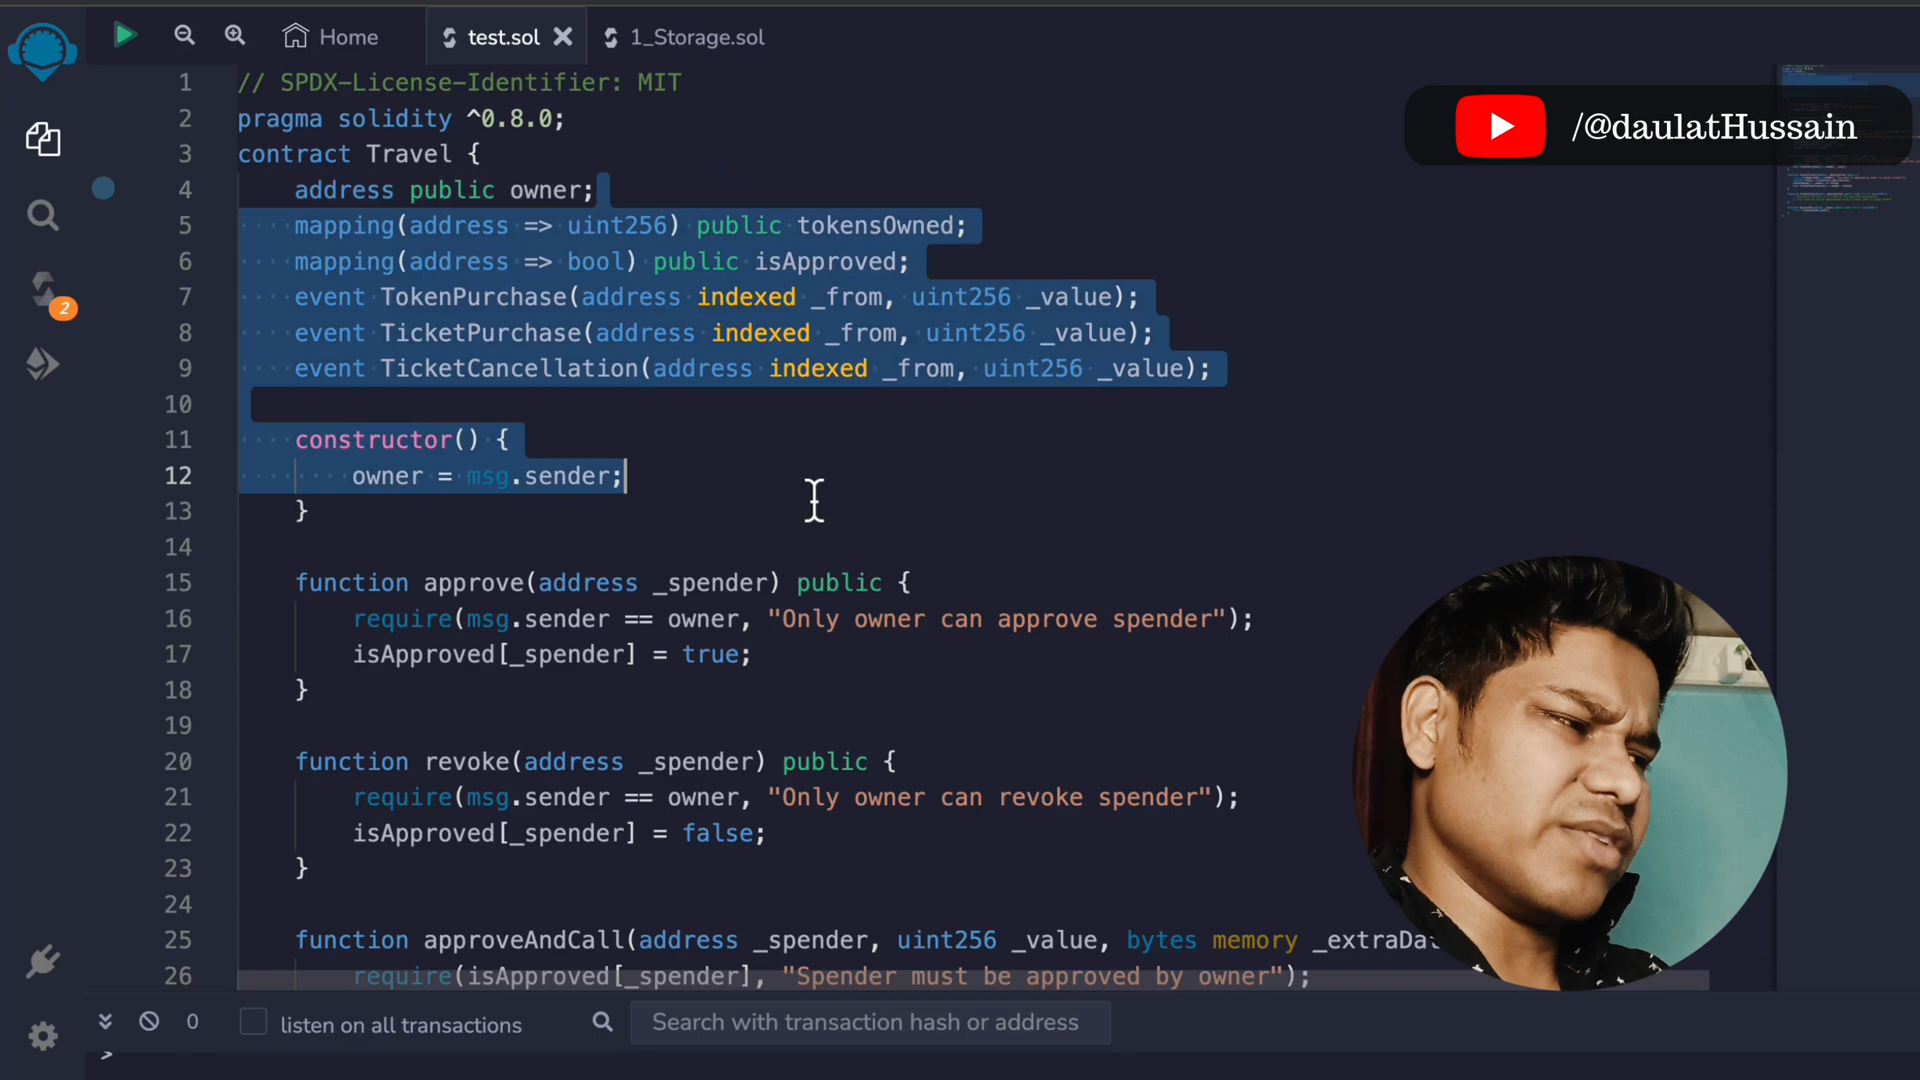 Home
test.sol
1_Storage.sol
/@daulatHussain
1 // SPDX-License-Identifier: MIT
2 pragma solidity ^0.8.0;
3 contract Travel {
4 address public owner;
5 mapping(address => uint256) public tokensOwned;
6 mapping(address => bool) public isApproved;
7 event TokenPurchase(address indexed _from, uint256 _value);
8 event TicketPurchase(address indexed _from, uint256 _value);
9 event TicketCancellation(address indexed _from, uint256 _value);
10
11 constructor() {
12 owner = msg.sender;
13 }
14
15 function approve(address _spender) public {
16 require(msg.sender == owner, "Only owner can approve spender");
17 isApproved[_spender] = true;
18 }
19
20 function revoke(address _spender) public {
21 require(msg.sender == owner, "Only owner can revoke spender");
22 isApproved[_spender] = false;
23 }
24
25 function approveAndCall(address _spender, uint256 _value, bytes memory _extraDa
26 require(isApproved[_spender], "Spender must be approved by owner");
2
0
listen on all transactions
Search with transaction hash or address
>